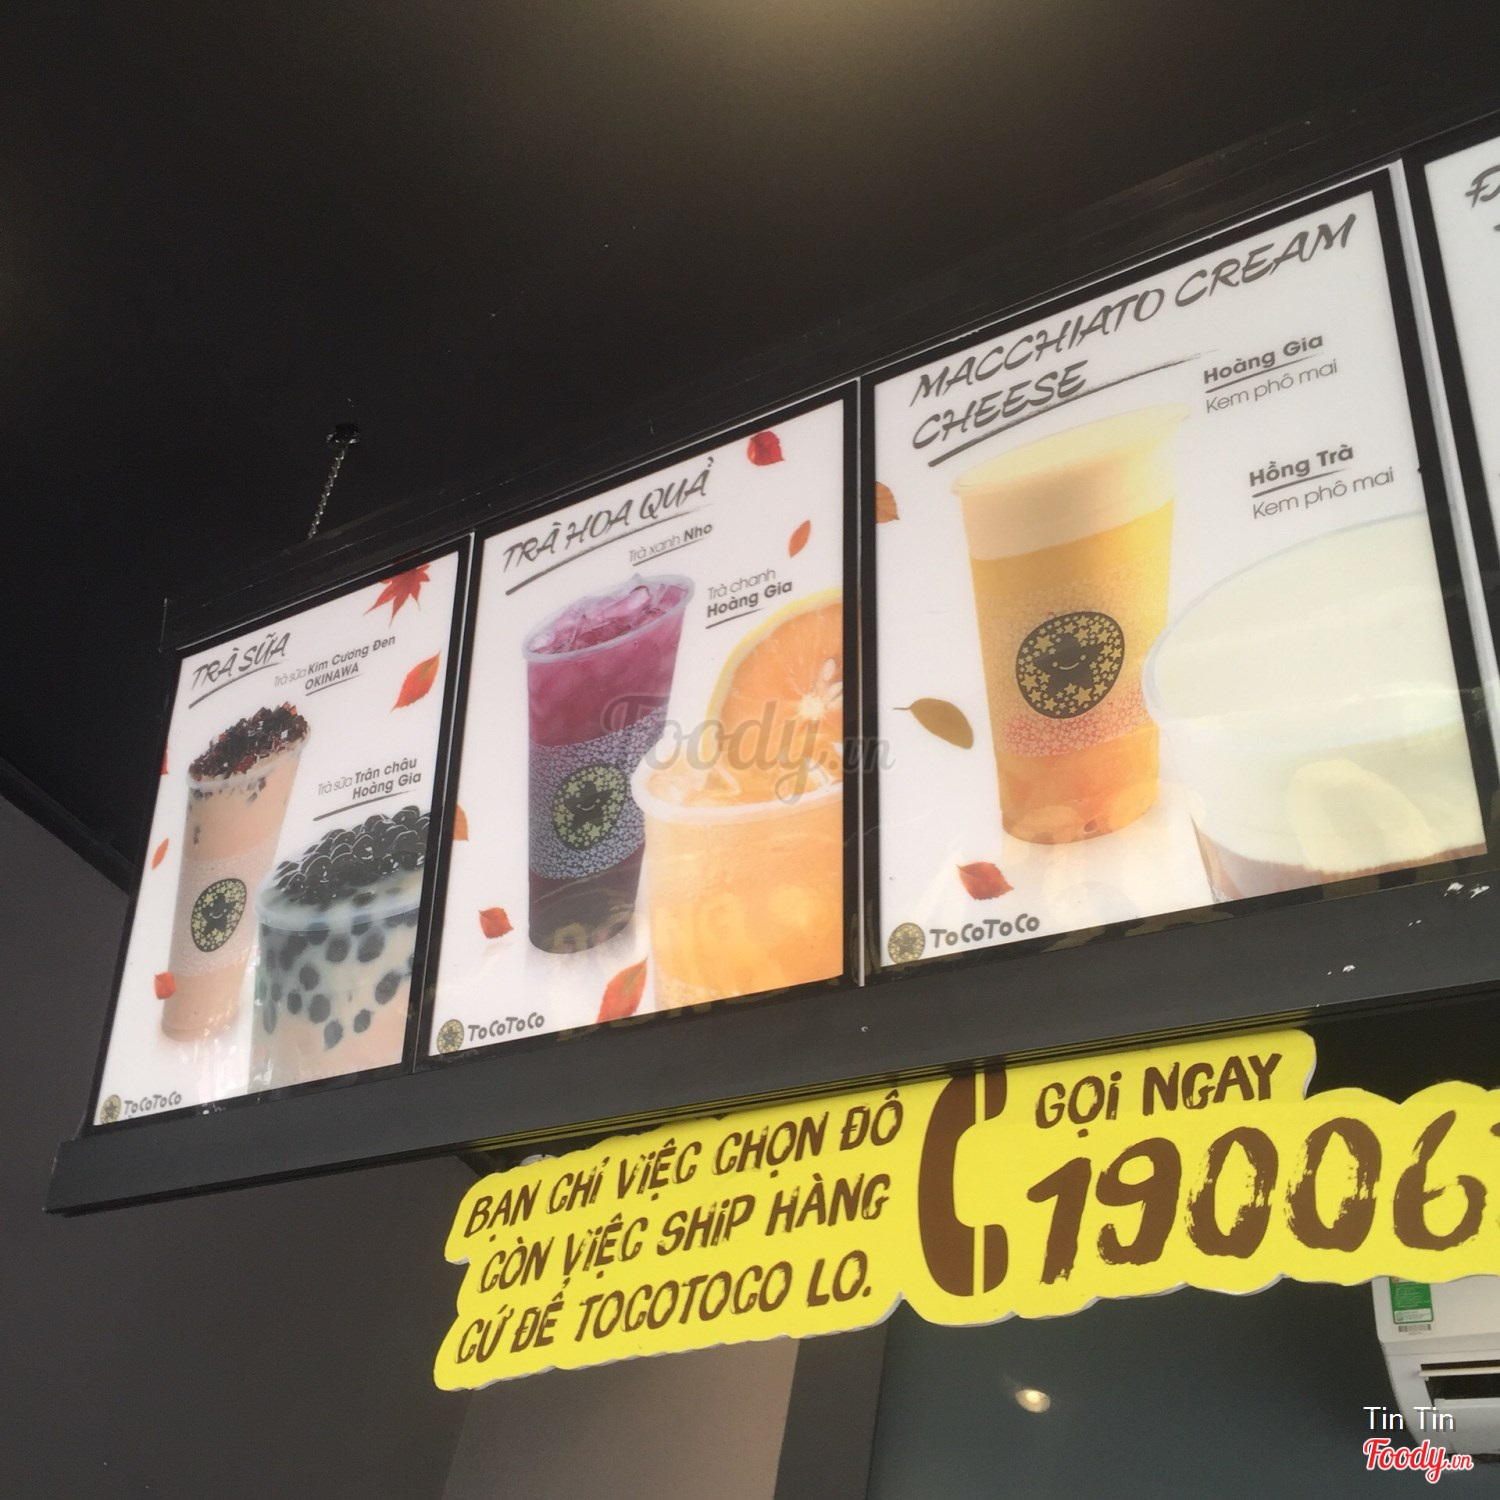 TRÀ SỮA
Trà sữa Kim Cương Đen
OKINAWA
Trà sữa Trân châu
Hoàng Gia
TOCOTOCO
TRÀ HOA QUẢ
Trà xanh Nho
Trà chanh
Hoàng Gia
TOCOTOCO
MACCHIATO CREAM
CHEESE
Hoàng Gia
Kem phô mai
Hồng Trà
Kem phô mai
TOCOTOCO
BẠN CHỈ VIỆC CHỌN ĐỒ
CÒN VIỆC SHIP HÀNG
CỨ ĐỂ TOCOTOCO LO.
GỌI NGAY
19006
Foody.vn
Tin Tin
Foody.vn